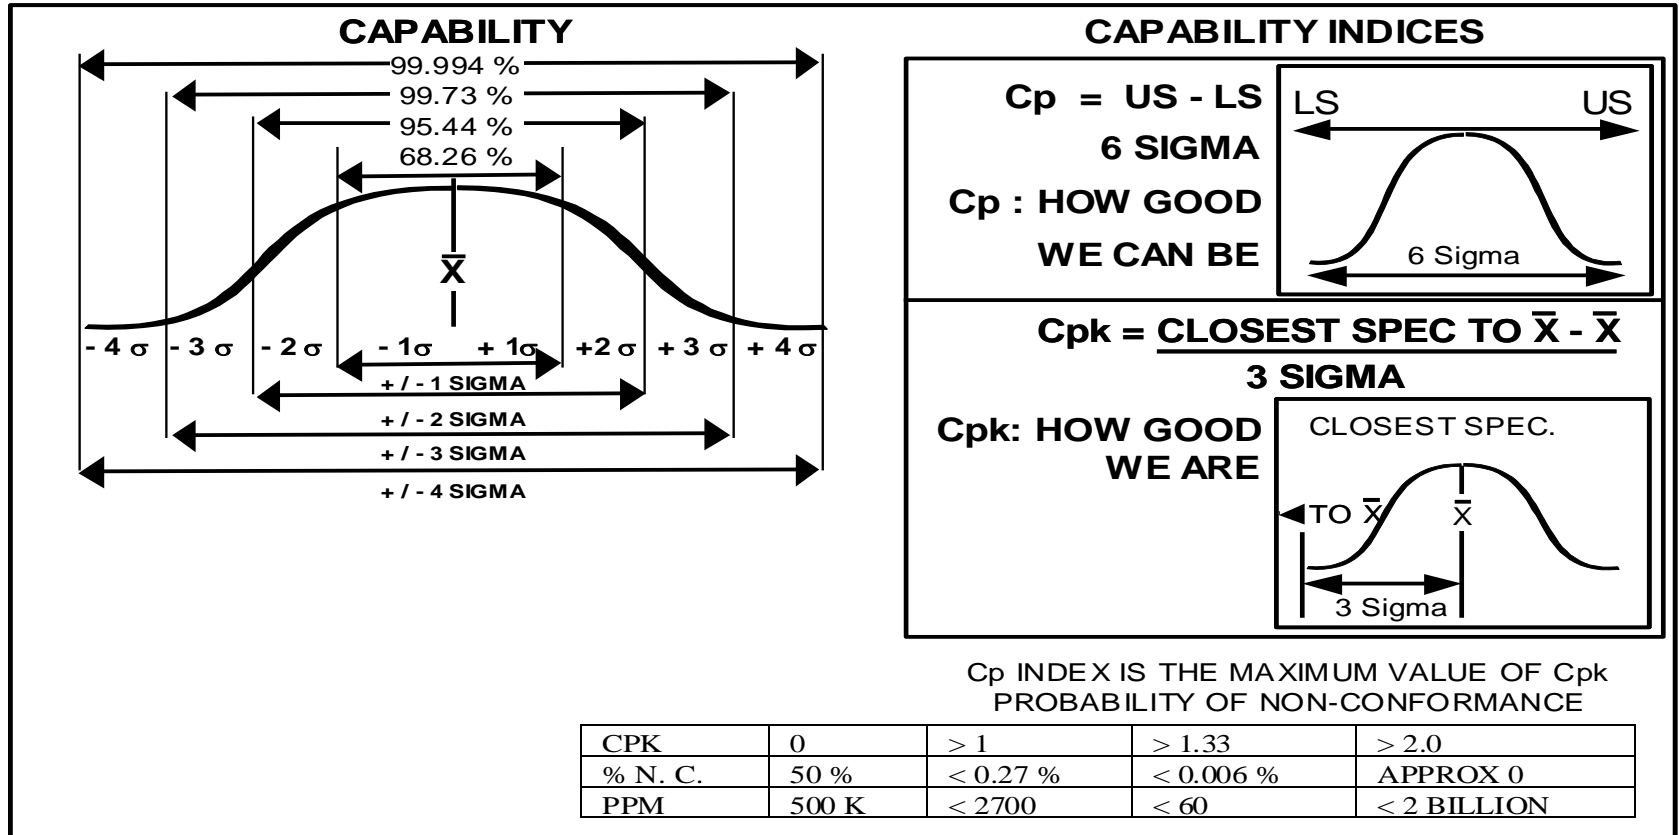 CAPABILITY
99.994 %
99.73 %
95.44 %
68.26 %
X̅
- 4 σ - 3 σ - 2 σ - 1σ + 1σ +2 σ + 3 σ + 4 σ
+ / - 1 SIGMA
+ / - 2 SIGMA
+ / - 3 SIGMA
+ / - 4 SIGMA
CAPABILITY INDICES
Cp = US - LS
6 SIGMA
Cp : HOW GOOD
WE CAN BE
LS US
6 Sigma
Cpk = CLOSEST SPEC TO X̅ - X̅
3 SIGMA
Cpk: HOW GOOD
WE ARE
CLOSEST SPEC.
TO X̅ X̅
3 Sigma
Cp INDEX IS THE MAXIMUM VALUE OF Cpk
PROBABILITY OF NON-CONFORMANCE
CPK 0 > 1 > 1.33 > 2.0
% N. C. 50 % < 0.27 % < 0.006 % APPROX 0
PPM 500 K < 2700 < 60 < 2 BILLION